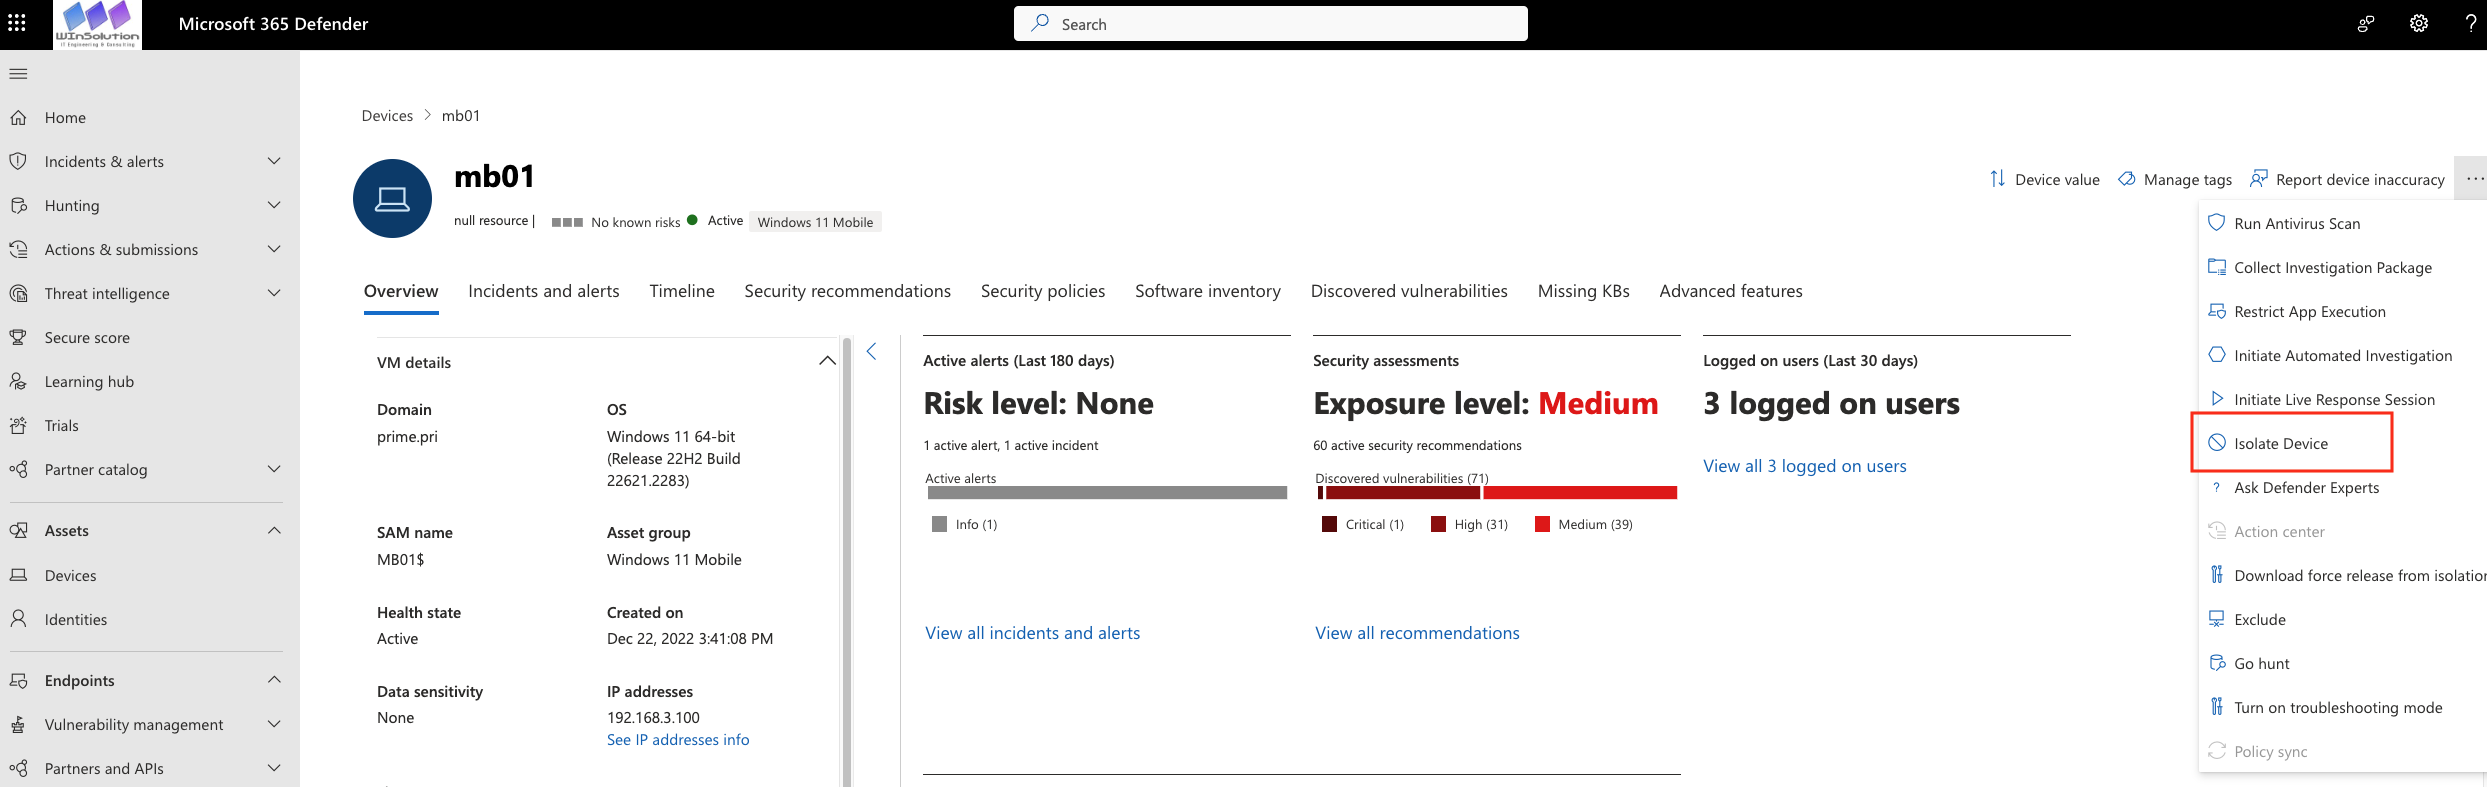 WinSolution
IT Engineering & Consulting
Microsoft 365 Defender
Search
?
Home
Incidents & alerts
Hunting
Actions & submissions
Threat intelligence
Secure score
Learning hub
Trials
Partner catalog
Assets
Devices
Identities
Endpoints
Vulnerability management
Partners and APIs
Devices > mb01
mb01
null resource | No known risks Active Windows 11 Mobile
Device value Manage tags Report device inaccuracy ...
Overview Incidents and alerts Timeline Security recommendations Security policies Software inventory Discovered vulnerabilities Missing KBs Advanced features
VM details
Domain
prime.pri
OS
Windows 11 64-bit
(Release 22H2 Build
22621.2283)
SAM name
MB01$
Asset group
Windows 11 Mobile
Health state
Active
Created on
Dec 22, 2022 3:41:08 PM
Data sensitivity
None
IP addresses
192.168.3.100
See IP addresses info
Active alerts (Last 180 days)
Risk level: None
1 active alert, 1 active incident
Active alerts
Info (1)
View all incidents and alerts
Security assessments
Exposure level: Medium
60 active security recommendations
Discovered vulnerabilities (71)
Critical (1) High (31) Medium (39)
View all recommendations
Logged on users (Last 30 days)
3 logged on users
View all 3 logged on users
Run Antivirus Scan
Collect Investigation Package
Restrict App Execution
Initiate Automated Investigation
Initiate Live Response Session
Isolate Device
? Ask Defender Experts
Action center
Download force release from isolation
Exclude
Go hunt
Turn on troubleshooting mode
Policy sync